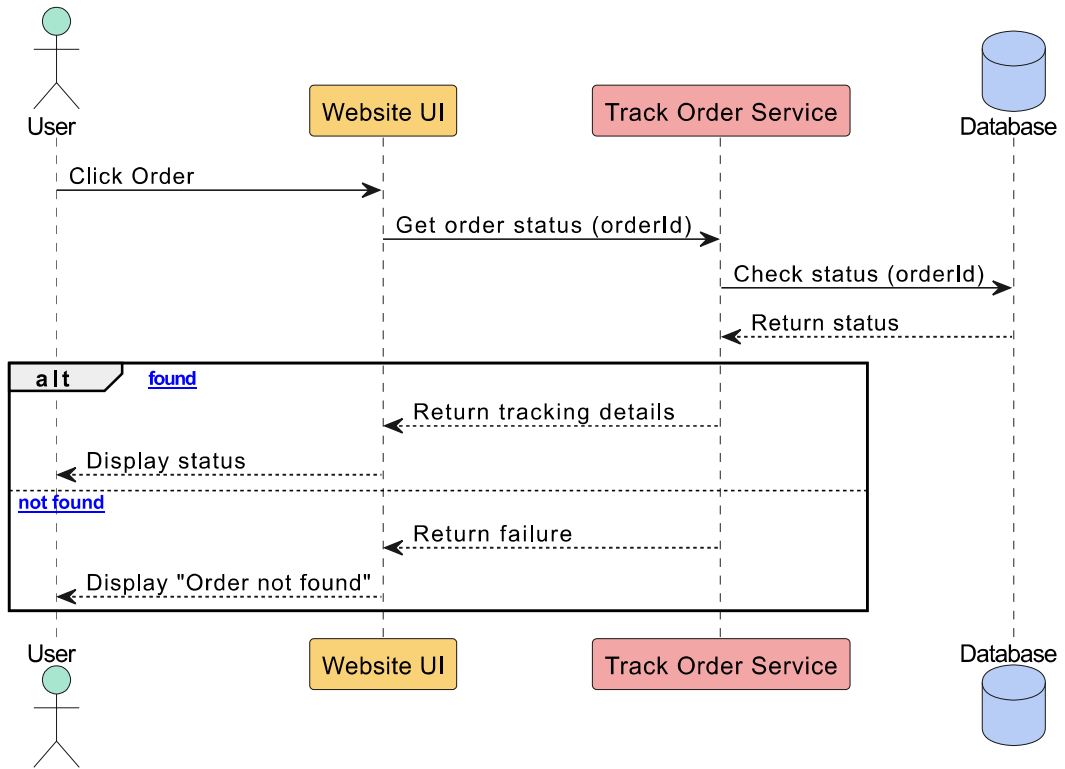 User
Website UI
Track Order Service
Database
Click Order
Get order status (orderId)
Check status (orderId)
Return status
alt
found
Return tracking details
Display status
not found
Return failure
Display "Order not found"
User
Website UI
Track Order Service
Database